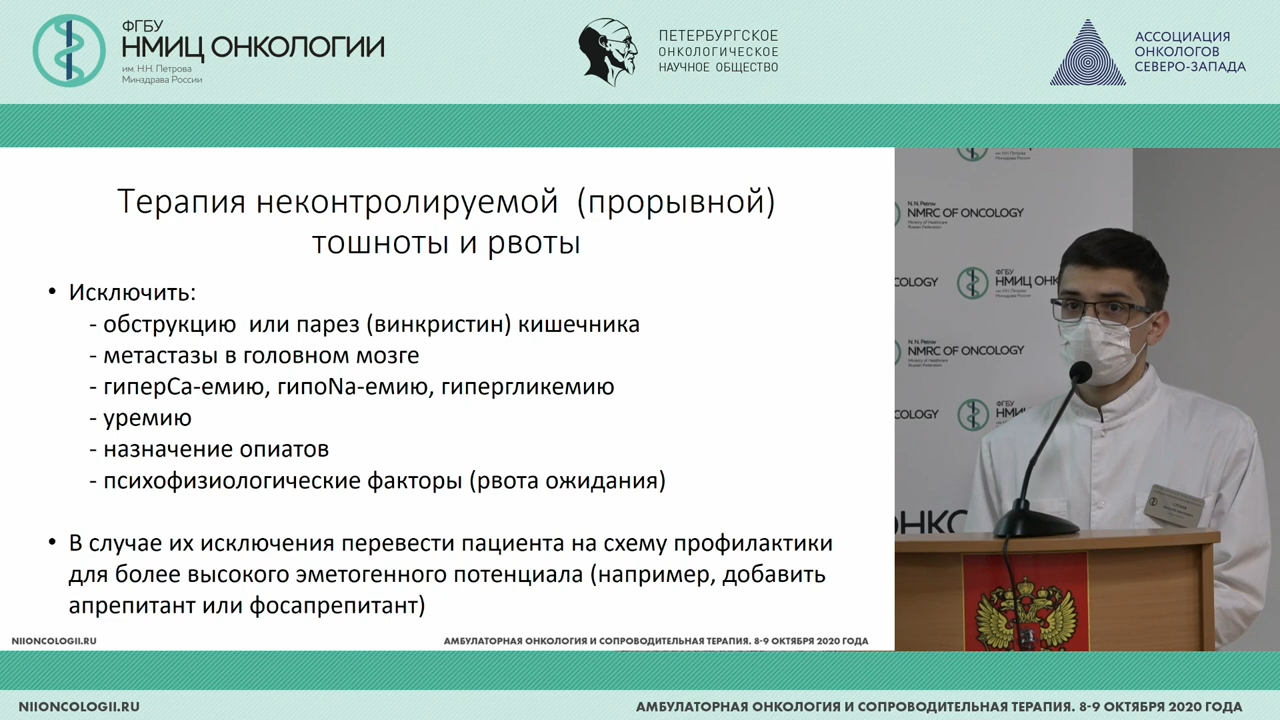 ФГБУ
НМИЦ ОНКОЛОГИИ
им. Н.Н. Петрова
Минздрава России
ПЕТЕРБУРГСКОЕ
ОНКОЛОГИЧЕСКОЕ
НАУЧНОЕ ОБЩЕСТВО
АССОЦИАЦИЯ
ОНКОЛОГОВ
СЕВЕРО-ЗАПАДА
Терапия неконтролируемой (прорывной)
тошноты и рвоты
• Исключить:
- обструкцию или парез (винкристин) кишечника
- метастазы в головном мозге
- гиперCa-емию, гипоNa-емию, гипергликемию
- уремию
- назначение опиатов
- психофизиологические факторы (рвота ожидания)
• В случае их исключения перевести пациента на схему профилактики
для более высокого эметогенного потенциала (например, добавить
апрепитант или фосапрепитант)
NIIONCOLOGII.RU
АМБУЛАТОРНАЯ ОНКОЛОГИЯ И СОПРОВОДИТЕЛЬНАЯ ТЕРАПИЯ. 8-9 ОКТЯБРЯ 2020 ГОДА
N.N. Petrov
NMRC OF ONCOLOGY
Ministry of Healthcare
Russian Federation
COLOGY
ФГБУ
НМИЦ ОНК
N.N. Petrov
NMRC OF ONCOLOGY
COLOGY
ФГБУ
НМИЦ
ОНКО
NIIONCOLOGII.RU
АМБУЛАТОРНАЯ ОНКОЛОГИЯ И СОПРОВОДИТЕЛЬНАЯ ТЕРАПИЯ. 8-9 ОКТЯБРЯ 2020 ГОДА